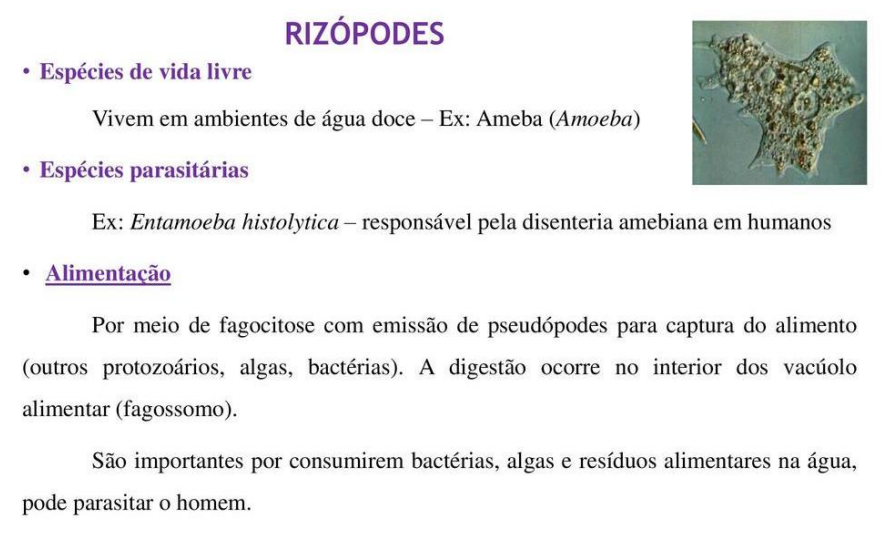 RIZÓPODES
• Espécies de vida livre
Vivem em ambientes de água doce – Ex: Ameba (Amoeba)
• Espécies parasitárias
Ex: Entamoeba histolytica – responsável pela disenteria amebiana em humanos
• Alimentação
Por meio de fagocitose com emissão de pseudópodes para captura do alimento
(outros protozoários, algas, bactérias). A digestão ocorre no interior dos vacúolo
alimentar (fagossomo).
São importantes por consumirem bactérias, algas e resíduos alimentares na água,
pode parasitar o homem.